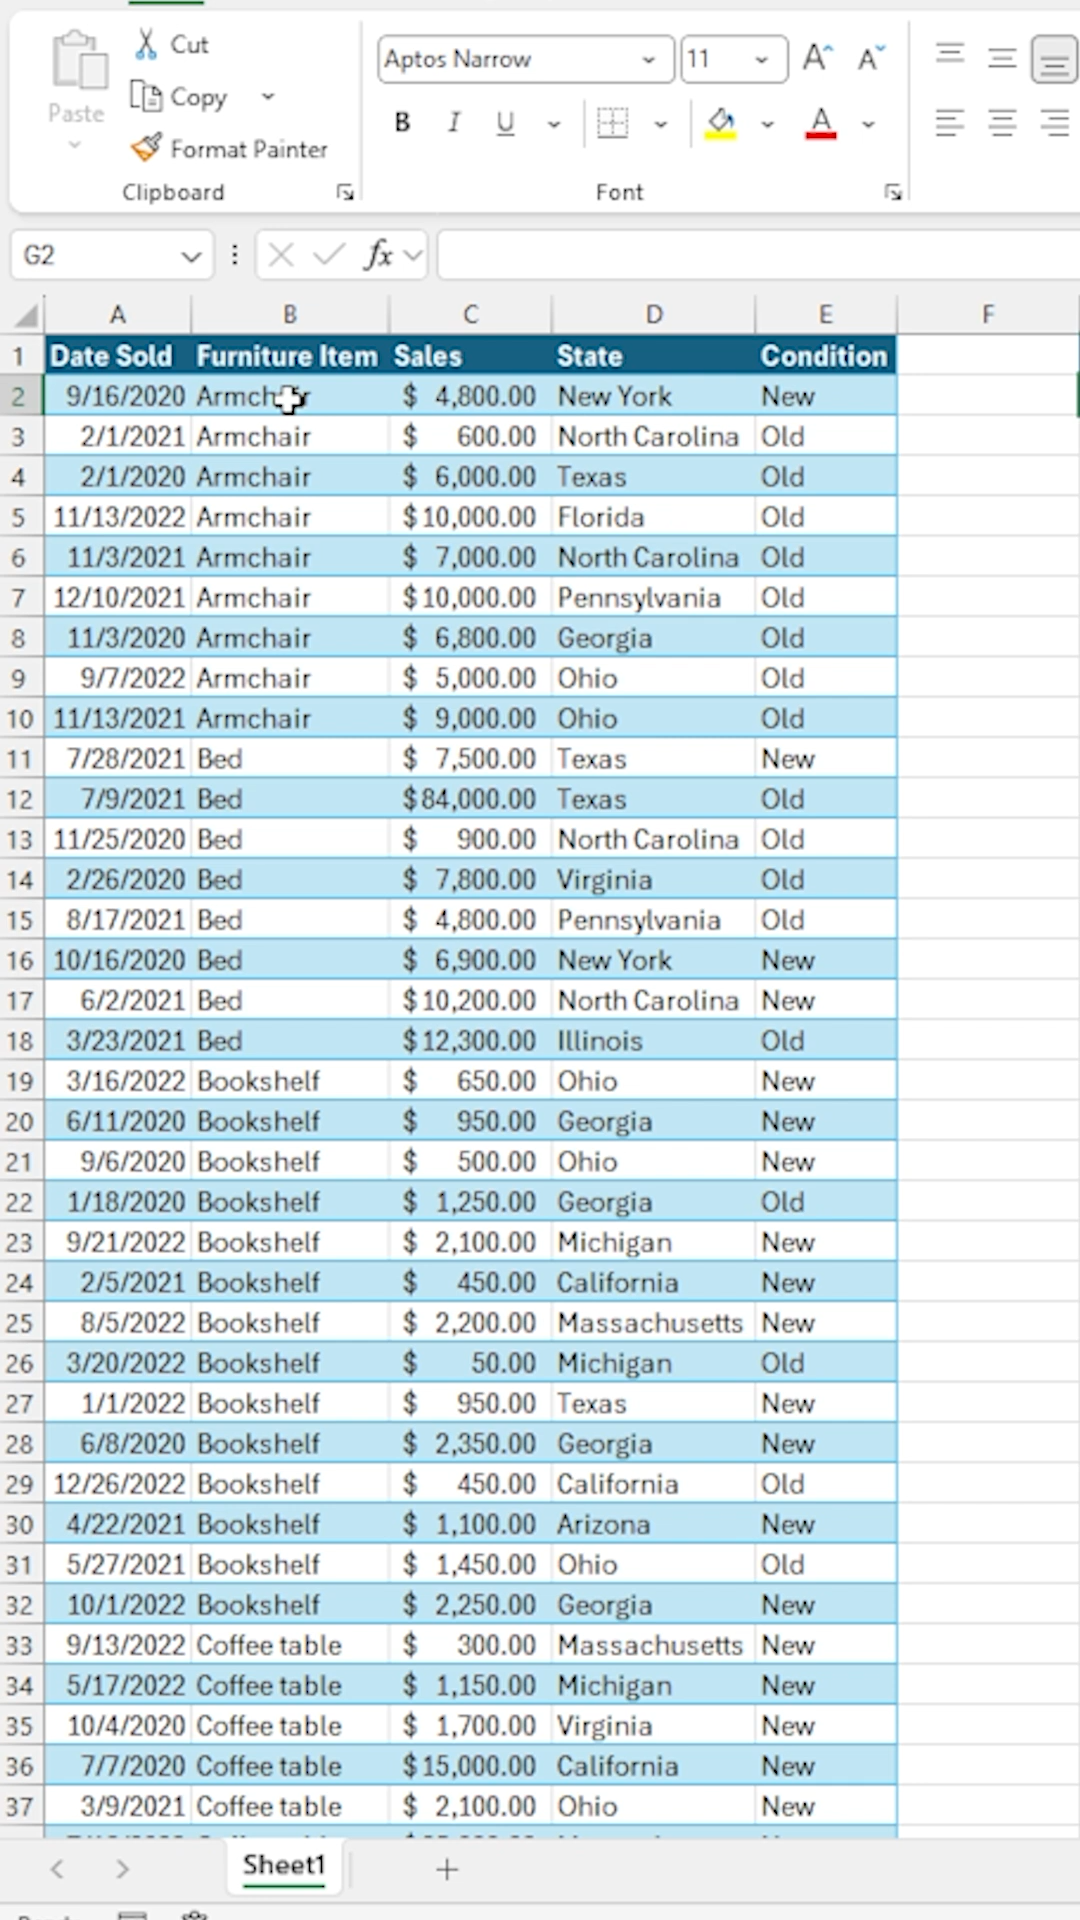 Paste
Cut
Copy
Format Painter
Clipboard
Aptos Narrow 11 A A
B I U A
Font
G2 fx
A B C D E F
1 Date Sold Furniture Item Sales State Condition
2 9/16/2020 Armchair $ 4,800.00 New York New
3 2/1/2021 Armchair $ 600.00 North Carolina Old
4 2/1/2020 Armchair $ 6,000.00 Texas Old
5 11/13/2022 Armchair $10,000.00 Florida Old
6 11/3/2021 Armchair $ 7,000.00 North Carolina Old
7 12/10/2021 Armchair $10,000.00 Pennsylvania Old
8 11/3/2020 Armchair $ 6,800.00 Georgia Old
9 9/7/2022 Armchair $ 5,000.00 Ohio Old
10 11/13/2021 Armchair $ 9,000.00 Ohio Old
11 7/28/2021 Bed $ 7,500.00 Texas New
12 7/9/2021 Bed $84,000.00 Texas Old
13 11/25/2020 Bed $ 900.00 North Carolina Old
14 2/26/2020 Bed $ 7,800.00 Virginia Old
15 8/17/2021 Bed $ 4,800.00 Pennsylvania Old
16 10/16/2020 Bed $ 6,900.00 New York New
17 6/2/2021 Bed $10,200.00 North Carolina New
18 3/23/2021 Bed $12,300.00 Illinois Old
19 3/16/2022 Bookshelf $ 650.00 Ohio New
20 6/11/2020 Bookshelf $ 950.00 Georgia New
21 9/6/2020 Bookshelf $ 500.00 Ohio New
22 1/18/2020 Bookshelf $ 1,250.00 Georgia Old
23 9/21/2022 Bookshelf $ 2,100.00 Michigan New
24 2/5/2021 Bookshelf $ 450.00 California New
25 8/5/2022 Bookshelf $ 2,200.00 Massachusetts New
26 3/20/2022 Bookshelf $ 50.00 Michigan Old
27 1/1/2022 Bookshelf $ 950.00 Texas New
28 6/8/2020 Bookshelf $ 2,350.00 Georgia New
29 12/26/2022 Bookshelf $ 450.00 California Old
30 4/22/2021 Bookshelf $ 1,100.00 Arizona New
31 5/27/2021 Bookshelf $ 1,450.00 Ohio Old
32 10/1/2022 Bookshelf $ 2,250.00 Georgia New
33 9/13/2022 Coffee table $ 300.00 Massachusetts New
34 5/17/2022 Coffee table $ 1,150.00 Michigan New
35 10/4/2020 Coffee table $ 1,700.00 Virginia New
36 7/7/2020 Coffee table $15,000.00 California New
37 3/9/2021 Coffee table $ 2,100.00 Ohio New
Sheet1